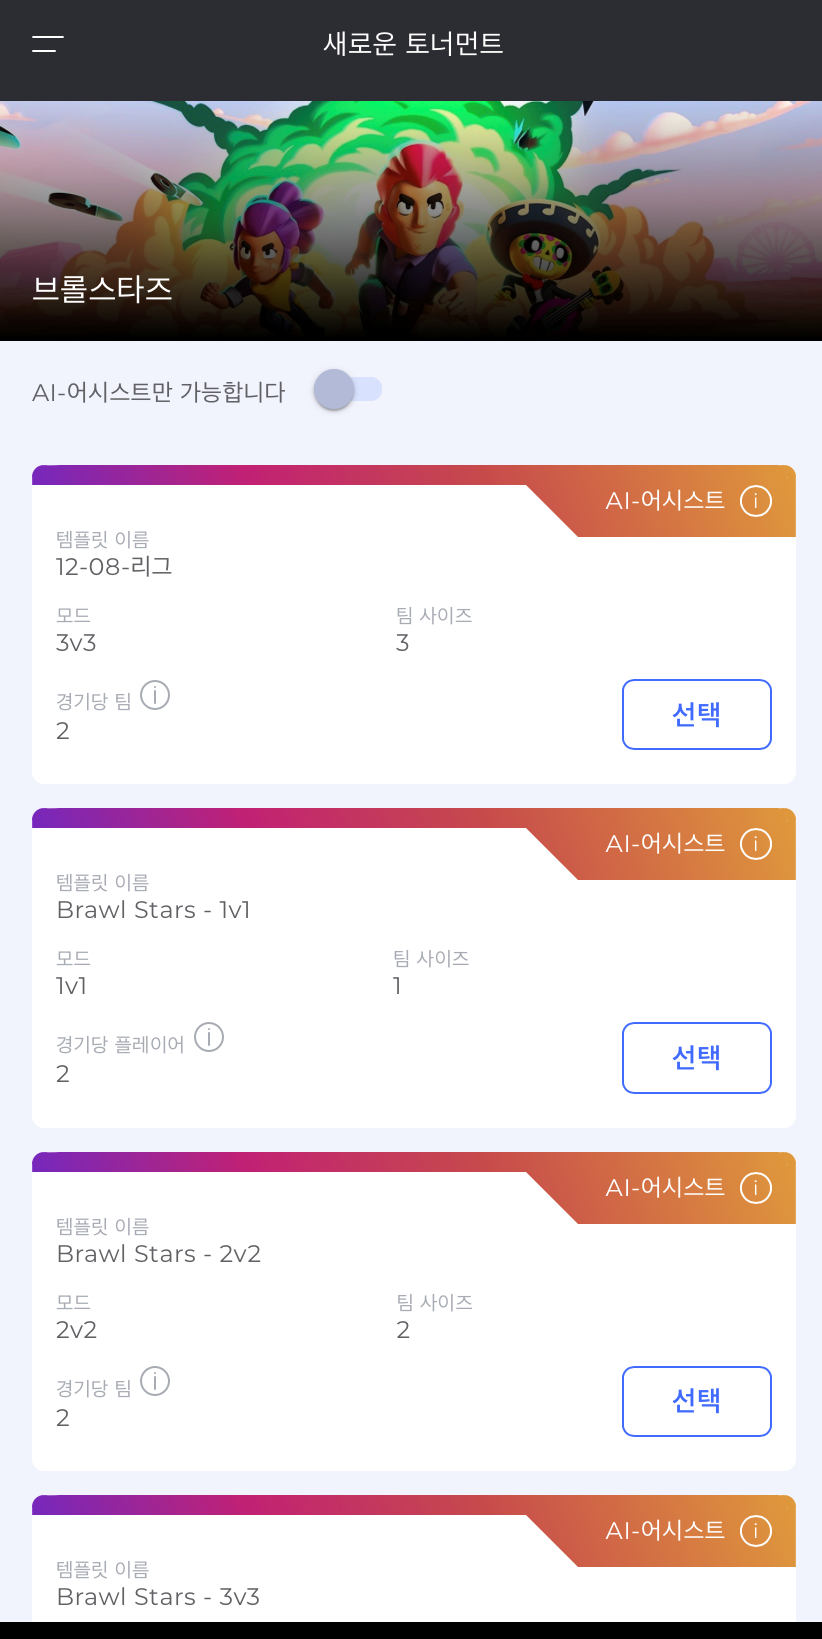 새로운 토너먼트
브롤스타즈
AI-어시스트만 가능합니다
AI-어시스트 i
템플릿 이름
12-08-리그
모드 팀 사이즈
3v3 3
경기당 팀 i
2
선택
AI-어시스트 i
템플릿 이름
Brawl Stars - 1v1
모드 팀 사이즈
1v1 1
경기당 플레이어 i
2
선택
AI-어시스트 i
템플릿 이름
Brawl Stars - 2v2
모드 팀 사이즈
2v2 2
경기당 팀 i
2
선택
AI-어시스트 i
템플릿 이름
Brawl Stars - 3v3